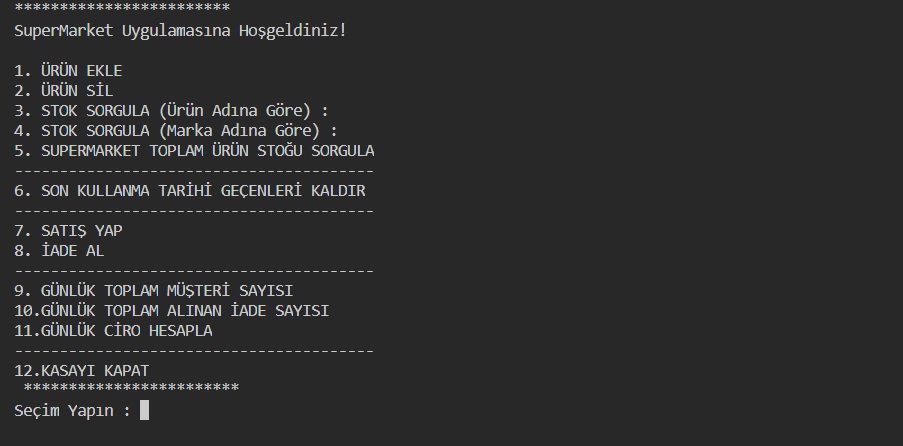 ************************
SuperMarket Uygulamasına Hoşgeldiniz!
1. ÜRÜN EKLE
2. ÜRÜN SİL
3. STOK SORGULA (Ürün Adına Göre) :
4. STOK SORGULA (Marka Adına Göre) :
5. SUPERMARKET TOPLAM ÜRÜN STOĞU SORGULA
----------------------------------------
6. SON KULLANMA TARİHİ GEÇENLERİ KALDIR
----------------------------------------
7. SATIŞ YAP
8. İADE AL
----------------------------------------
9. GÜNLÜK TOPLAM MÜŞTERİ SAYISI
10.GÜNLÜK TOPLAM ALINAN İADE SAYISI
11.GÜNLÜK CİRO HESAPLA
----------------------------------------
12.KASAYI KAPAT
************************
Seçim Yapın :